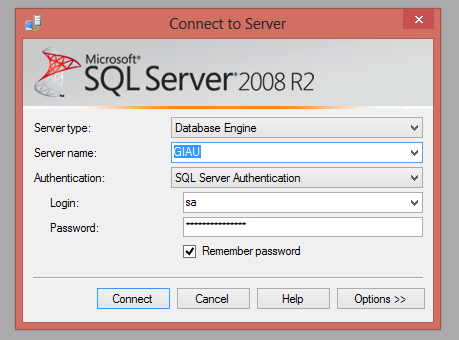 Connect to Server
Microsoft®
SQL Server® 2008 R2
Server type: Database Engine
Server name: GIAU
Authentication: SQL Server Authentication
Login: sa
Password: ***************
Remember password
Connect Cancel Help Options >>